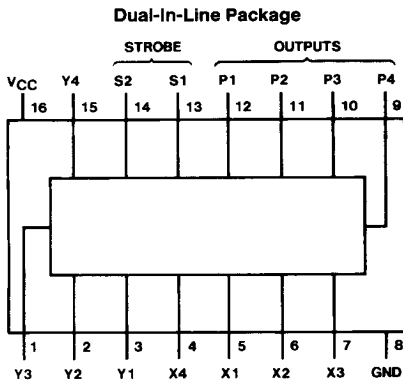 Dual-In-Line Package
STROBE OUTPUTS
VCC Y4 S2 S1 P1 P2 P3 P4
16 15 14 13 12 11 10 9
1 2 3 4 5 6 7 8
Y3 Y2 Y1 X4 X1 X2 X3 GND